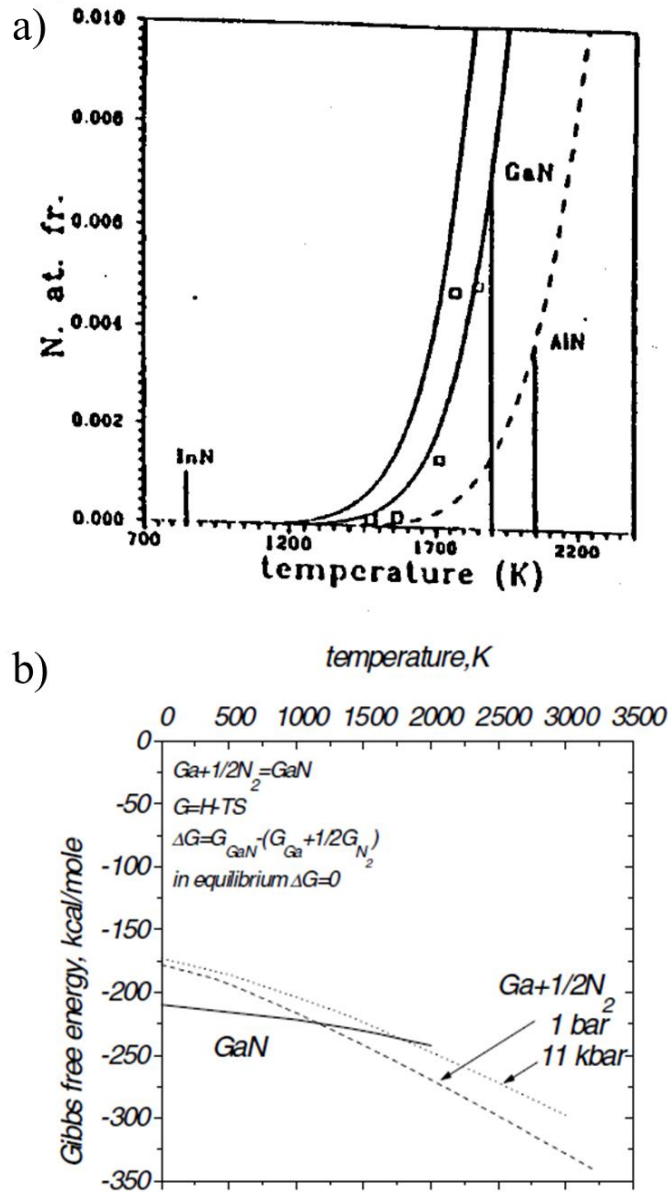 a)
0.010
0.008
0.006
0.004
0.002
0.000
N. at. fr.
GaN
AlN
InN
700
1200
1700
2200
temperature (K)
b)
temperature,K
0 500 1000 1500 2000 2500 3000 3500
0
-50
-100
-150
-200
-250
-300
-350
Gibbs free energy, kcal/mole
Ga+1/2N2=GaN
G=H-TS
ΔG=GGaN-(GGa+1/2GN2)
in equilibrium ΔG=0
Ga+1/2N2
1 bar
11 kbar
GaN